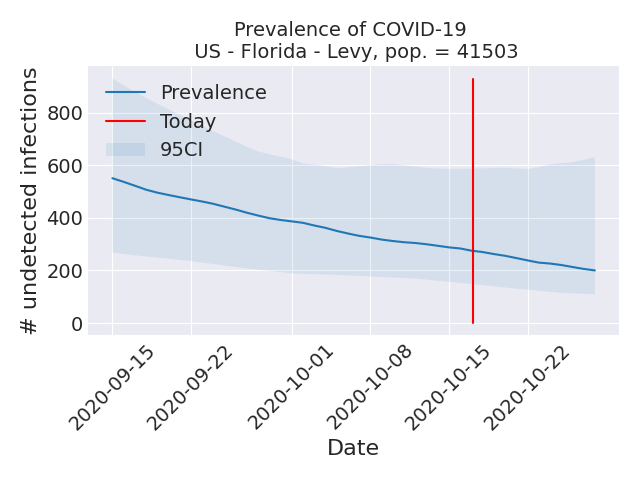 Prevalence of COVID-19
US - Florida - Levy, pop. = 41503
# undetected infections
800
600
400
200
0
Prevalence
Today
95CI
2020-09-15
2020-09-22
2020-10-01
2020-10-08
2020-10-15
2020-10-22
Date